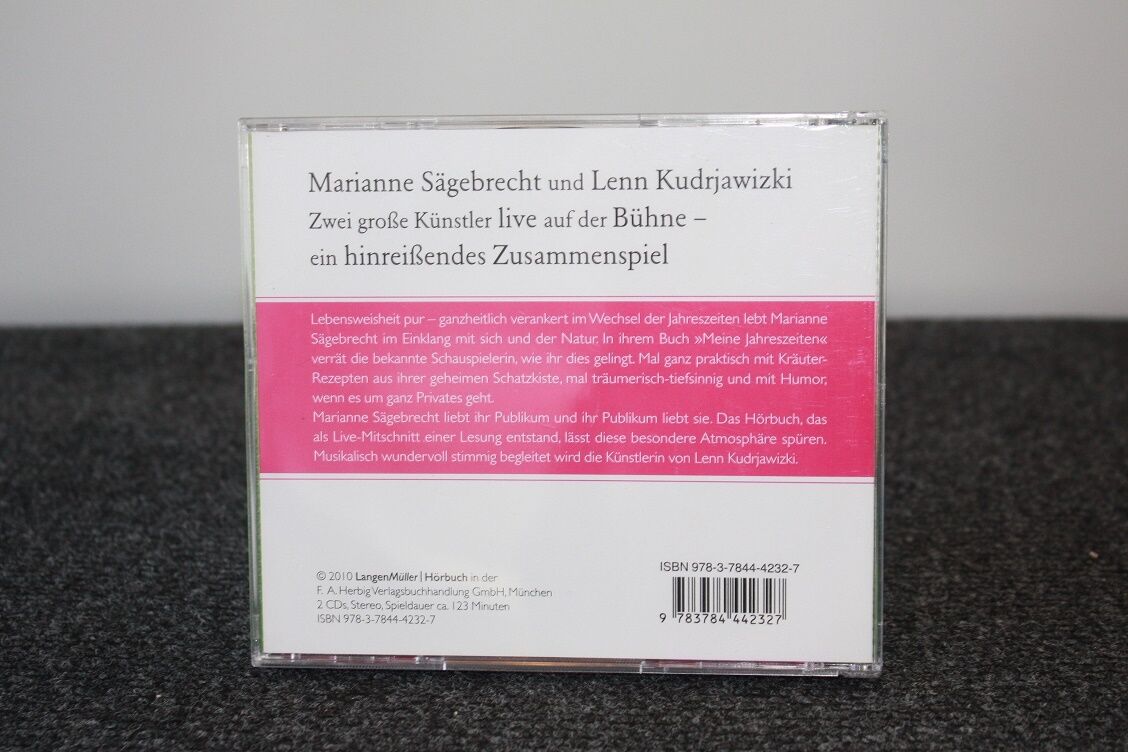 Marianne Sägebrecht und Lenn Kudrjawizki
Zwei große Künstler live auf der Bühne –
ein hinreißendes Zusammenspiel
Lebensweisheit pur – ganzheitlich verankert im Wechsel der Jahreszeiten lebt Marianne
Sägebrecht im Einklang mit sich und der Natur. In ihrem Buch »Meine Jahreszeiten«
verrät die bekannte Schauspielerin, wie ihr dies gelingt. Mal ganz praktisch mit Kräuter-
Rezepten aus ihrer geheimen Schatzkiste, mal träumerisch-tiefsinnig und mit Humor,
wenn es um ganz Privates geht.
Marianne Sägebrecht liebt ihr Publikum und ihr Publikum liebt sie. Das Hörbuch, das
als Live-Mitschnitt einer Lesung entstand, lässt diese besondere Atmosphäre spüren.
Musikalisch wundervoll stimmig begleitet wird die Künstlerin von Lenn Kudrjawizki.
© 2010 LangenMüller | Hörbuch in der
F. A. Herbig Verlagsbuchhandlung GmbH, München
2 CDs, Stereo, Spieldauer ca. 123 Minuten
ISBN 978-3-7844-4232-7
ISBN 978-3-7844-4232-7
9 783784 442327